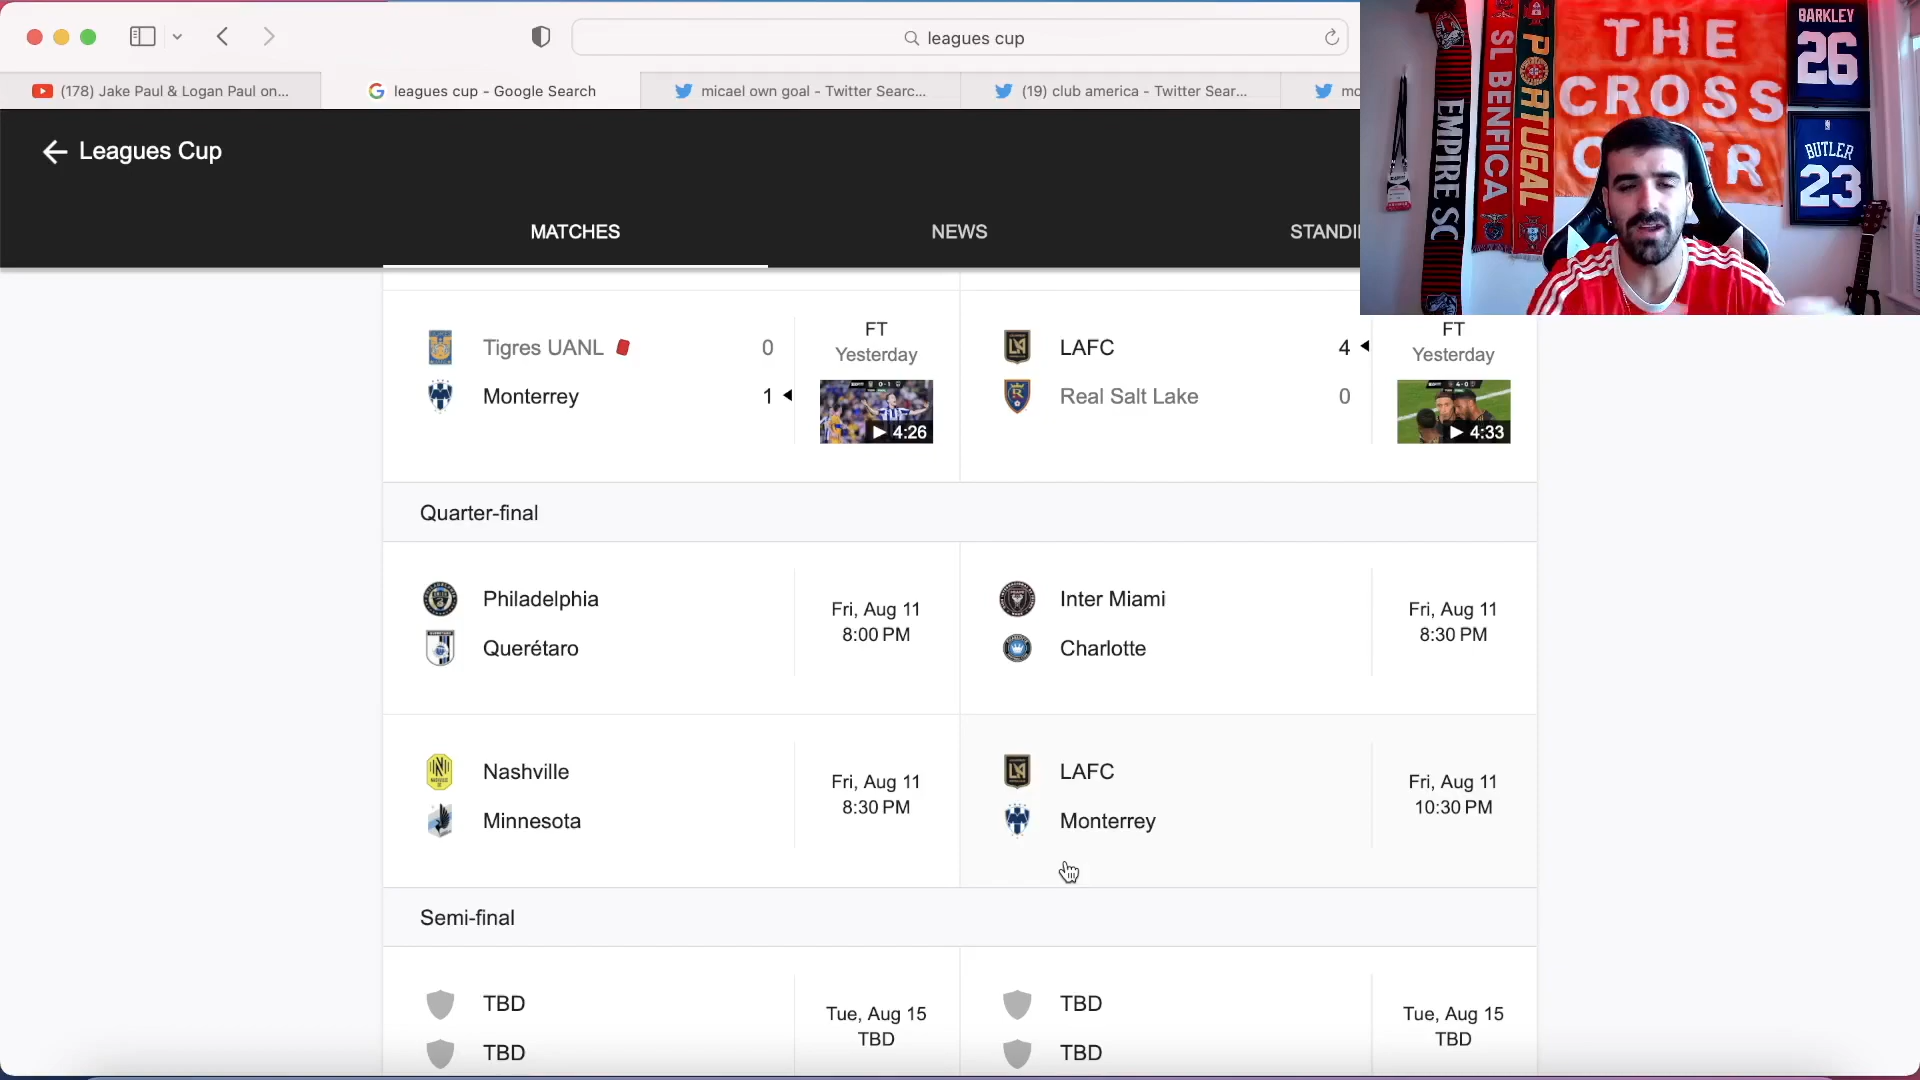 leagues cup
(178) Jake Paul & Logan Paul on...
leagues cup - Google Search
micael own goal - Twitter Searc...
(19) club america - Twitter Sear...
Leagues Cup
MATCHES
NEWS
Tigres UANL 0
Monterrey 1
FT
Yesterday
0-1
4:26
LAFC 4
Real Salt Lake 0
FT
Yesterday
4-0
4:33
Quarter-final
Philadelphia
Querétaro
Fri, Aug 11
8:00 PM
Inter Miami
Charlotte
Fri, Aug 11
8:30 PM
Nashville
Minnesota
Fri, Aug 11
8:30 PM
LAFC
Monterrey
Fri, Aug 11
10:30 PM
Semi-final
TBD
TBD
Tue, Aug 15
TBD
TBD
TBD
Tue, Aug 15
TBD
EMPIRE SC
SL BENFICA
PORTUGAL
THE
CROSS
BARKLEY
26
BUTLER
23